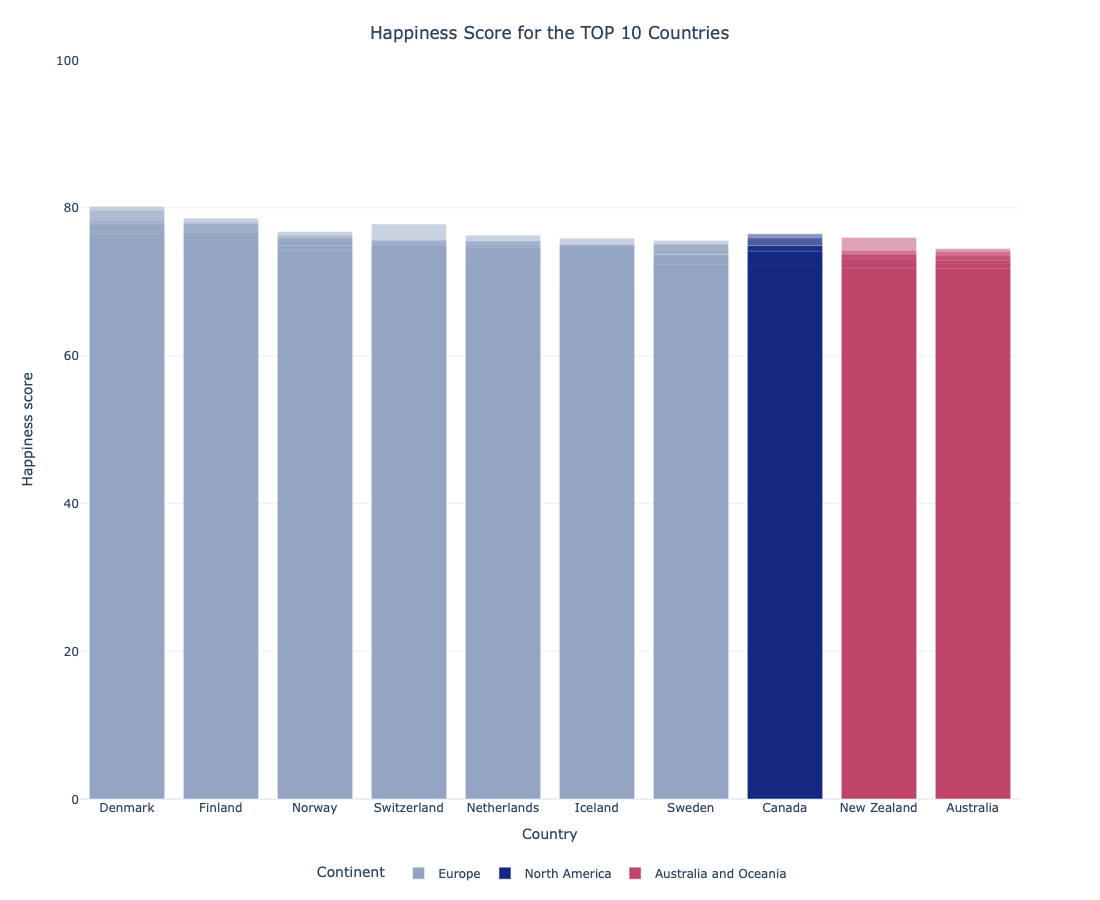 Happiness Score for the TOP 10 Countries
100
80
60
40
20
0
Happiness score
Denmark Finland Norway Switzerland Netherlands Iceland Sweden Canada New Zealand Australia
Country
Continent Europe North America Australia and Oceania